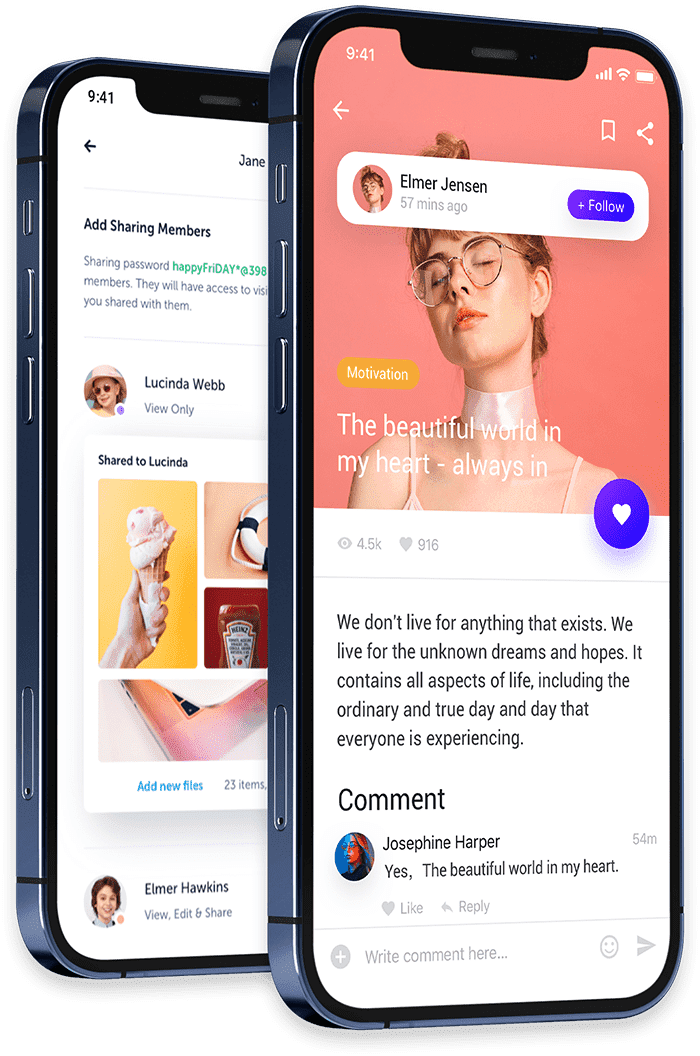 9:41
Jane
Add Sharing Members
Sharing password happyFriDAY*@398
members. They will have access to visi
you shared with them.
Lucinda Webb
View Only
Shared to Lucinda
HEINZ
Add new files 23 items,
Elmer Hawkins
View, Edit & Share
9:41
Elmer Jensen
57 mins ago
+ Follow
Motivation
The beautiful world in
my heart - always in
4.5k 916
We don't live for anything that exists. We
live for the unknown dreams and hopes. It
contains all aspects of life, including the
ordinary and true day and day that
everyone is experiencing.
Comment
Josephine Harper 54m
Yes, The beautiful world in my heart.
Like Reply
Write comment here...